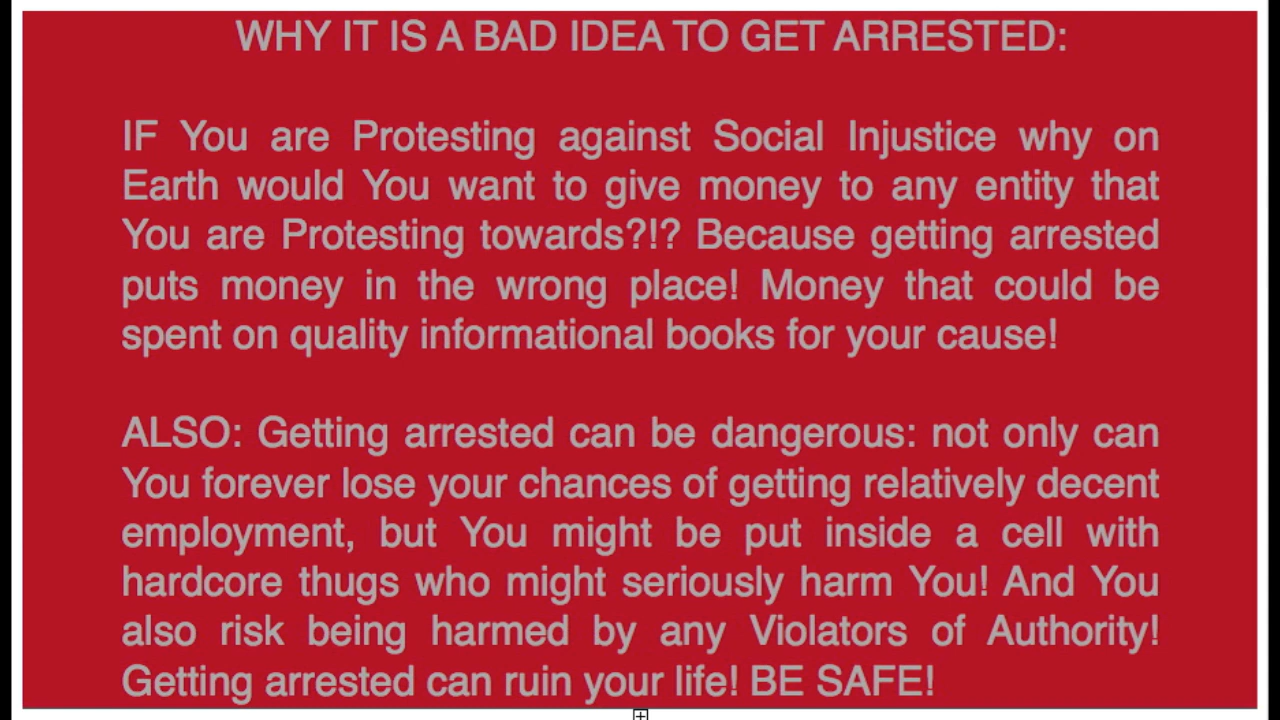 WHY IT IS A BAD IDEA TO GET ARRESTED:
IF You are Protesting against Social Injustice why on
Earth would You want to give money to any entity that
You are Protesting towards?!? Because getting arrested
puts money in the wrong place! Money that could be
spent on quality informational books for your cause!
ALSO: Getting arrested can be dangerous: not only can
You forever lose your chances of getting relatively decent
employment, but You might be put inside a cell with
hardcore thugs who might seriously harm You! And You
also risk being harmed by any Violators of Authority!
Getting arrested can ruin your life! BE SAFE!